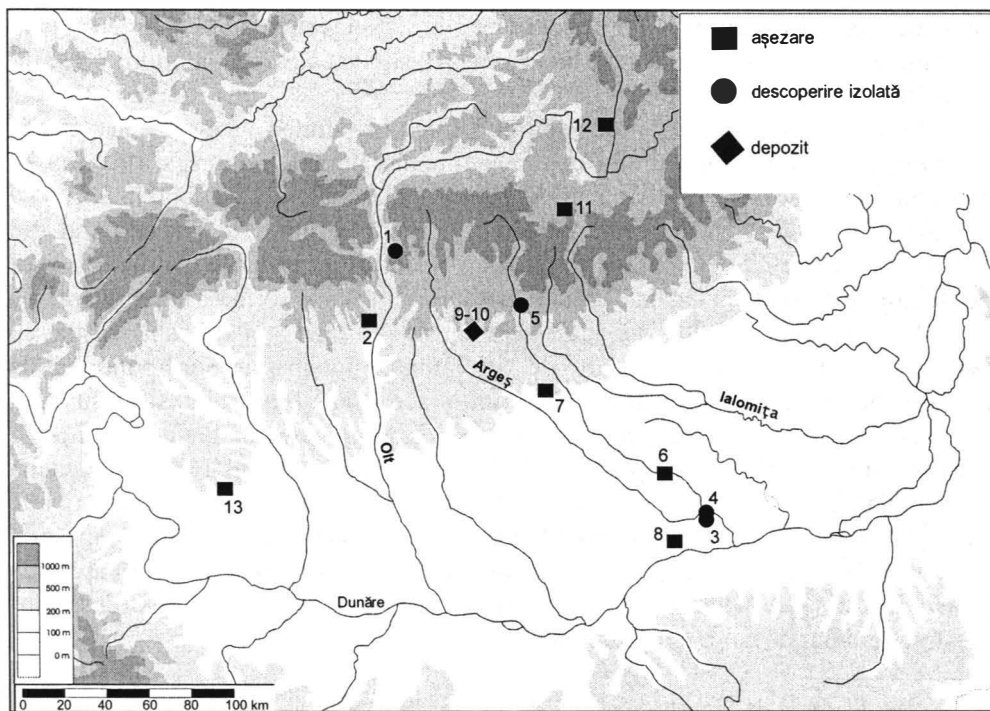 așezare
descoperire izolată
depozit
12
11
1
9-10
5
2
Argeș
7
Ialomița
Olt
6
4
13
3
8
1000 m
500 m
200 m
100 m
0 m
Dunăre
0 20 40 60 80 100 km